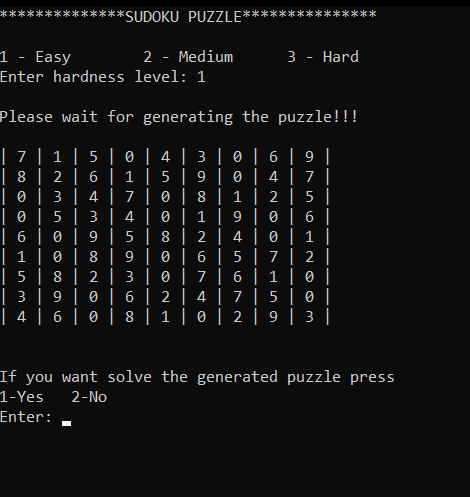 **************SUDOKU PUZZLE***************
1 - Easy        2 - Medium      3 - Hard
Enter hardness level: 1
Please wait for generating the puzzle!!!
| 7 | 1 | 5 | 0 | 4 | 3 | 0 | 6 | 9 |
| 8 | 2 | 6 | 1 | 5 | 9 | 0 | 4 | 7 |
| 0 | 3 | 4 | 7 | 0 | 8 | 1 | 2 | 5 |
| 0 | 5 | 3 | 4 | 0 | 1 | 9 | 0 | 6 |
| 6 | 0 | 9 | 5 | 8 | 2 | 4 | 0 | 1 |
| 1 | 0 | 8 | 9 | 0 | 6 | 5 | 7 | 2 |
| 5 | 8 | 2 | 3 | 0 | 7 | 6 | 1 | 0 |
| 3 | 9 | 0 | 6 | 2 | 4 | 7 | 5 | 0 |
| 4 | 6 | 0 | 8 | 1 | 0 | 2 | 9 | 3 |
If you want solve the generated puzzle press
1-Yes   2-No
Enter: